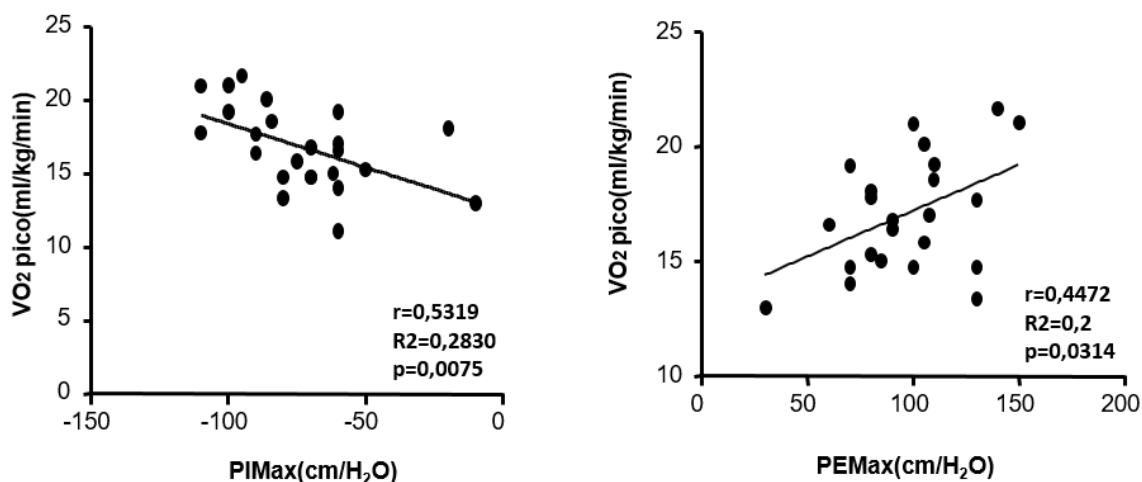 25
20
15
10
5
0
VO₂ pico(ml/kg/min)
r=0,5319
R2=0,2830
p=0,0075
-150 -100 -50 0
PIMax(cm/H₂O)
25
20
15
10
VO₂ pico(ml/kg/min)
r=0,4472
R2=0,2
p=0,0314
0 50 100 150 200
PEMax(cm/H₂O)